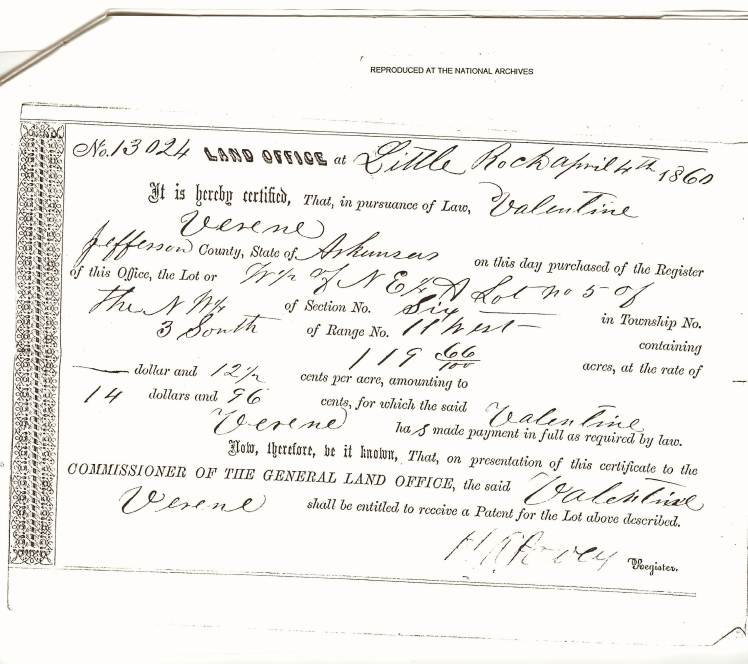 REPRODUCED AT THE NATIONAL ARCHIVES
No. 13024 LAND OFFICE at Little Rock april 4th 1860
It is hereby certified, That, in pursuance of Law, Valentine
Verene
Jefferson County, State of Arkansas on this day purchased of the Register
of this Office, the Lot or W 1/2 of N E 1/4 & Lot no 5 of
the N W 1/4 of Section No. Six in Township No.
3 South of Range No. 11 West containing
119 66/100 acres, at the rate of
— dollar and 12 1/2 cents per acre, amounting to
14 dollars and 96 cents, for which the said Valentine
Verene has made payment in full as required by law.
Now, therefore, be it known, That, on presentation of this certificate to the
COMMISSIONER OF THE GENERAL LAND OFFICE, the said Valentine
Verene shall be entitled to receive a Patent for the Lot above described.
Register.